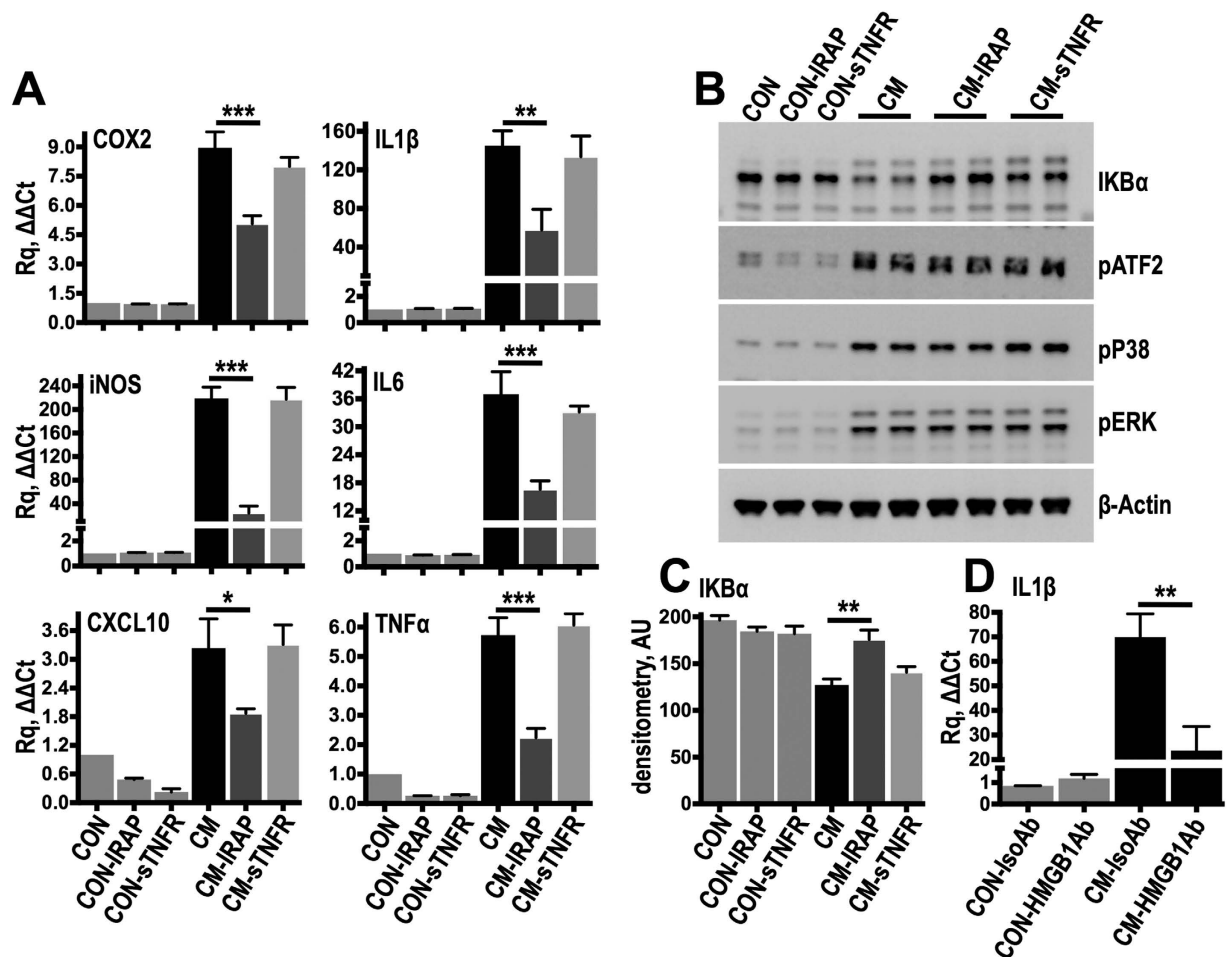 A
COX2
***
Rq, ΔΔCt
9.0
7.5
6.0
4.5
3.0
1.5
0.0
IL1β
**
160
120
80
40
2
0
iNOS
***
Rq, ΔΔCt
240
200
160
120
80
40
2
1
0
IL6
***
42
36
30
24
18
12
2
1
0
CXCL10
*
Rq, ΔΔCt
3.6
3.0
2.4
1.8
1.2
0.6
0.0
TNFα
***
6.0
5.0
4.0
3.0
2.0
1.0
0.0
CON
CON-IRAP
CON-sTNFR
CM
CM-IRAP
CM-sTNFR
CON
CON-IRAP
CON-sTNFR
CM
CM-IRAP
CM-sTNFR
B
CON
CON-IRAP
CON-sTNFR
CM
CM-IRAP
CM-sTNFR
IKBα
pATF2
pP38
pERK
β-Actin
C
IKBα
**
densitometry, AU
200
150
100
50
0
CON
CON-IRAP
CON-sTNFR
CM
CM-IRAP
CM-sTNFR
D
IL1β
**
Rq, ΔΔCt
80
70
60
50
40
30
20
1
0
CON-IsoAb
CON-HMGB1Ab
CM-IsoAb
CM-HMGB1Ab